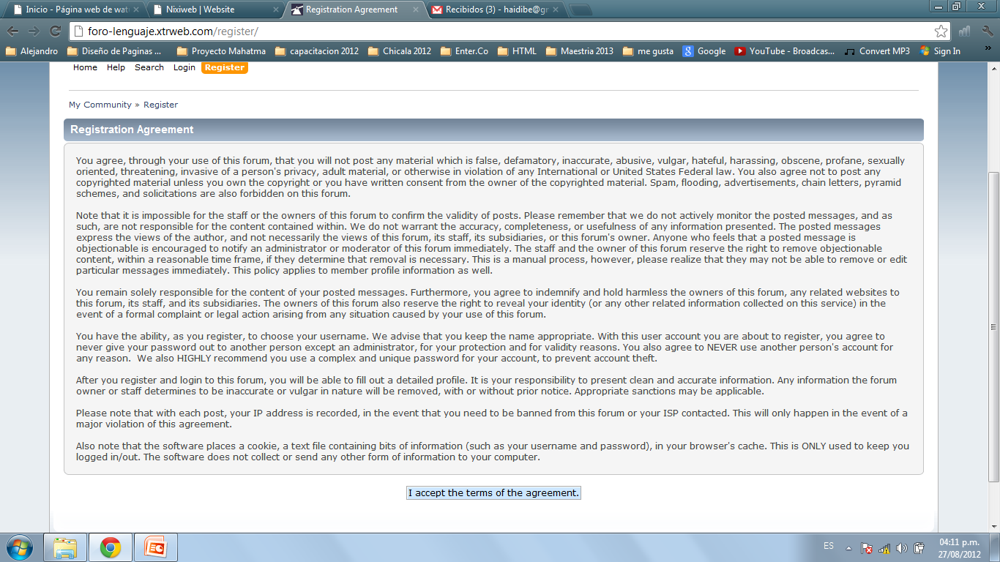 Inicio - Página web de wat
Nixiweb | Website
Registration Agreement
Recibidos (3) - haidibe@gr
foro-lenguaje.xtrweb.com/register/
Alejandro
Diseño de Paginas ...
Proyecto Mahatma
capacitacion 2012
Chicala 2012
Enter.Co
HTML
Maestria 2013
me gusta
Google
YouTube - Broadcas...
Convert MP3
Sign In
»
Home Help Search Login Register
My Community » Register
Registration Agreement
You agree, through your use of this forum, that you will not post any material which is false, defamatory, inaccurate, abusive, vulgar, hateful, harassing, obscene, profane, sexually
oriented, threatening, invasive of a person's privacy, adult material, or otherwise in violation of any International or United States Federal law. You also agree not to post any
copyrighted material unless you own the copyright or you have written consent from the owner of the copyrighted material. Spam, flooding, advertisements, chain letters, pyramid
schemes, and solicitations are also forbidden on this forum.
Note that it is impossible for the staff or the owners of this forum to confirm the validity of posts. Please remember that we do not actively monitor the posted messages, and as
such, are not responsible for the content contained within. We do not warrant the accuracy, completeness, or usefulness of any information presented. The posted messages
express the views of the author, and not necessarily the views of this forum, its staff, its subsidiaries, or this forum's owner. Anyone who feels that a posted message is
objectionable is encouraged to notify an administrator or moderator of this forum immediately. The staff and the owner of this forum reserve the right to remove objectionable
content, within a reasonable time frame, if they determine that removal is necessary. This is a manual process, however, please realize that they may not be able to remove or edit
particular messages immediately. This policy applies to member profile information as well.
You remain solely responsible for the content of your posted messages. Furthermore, you agree to indemnify and hold harmless the owners of this forum, any related websites to
this forum, its staff, and its subsidiaries. The owners of this forum also reserve the right to reveal your identity (or any other related information collected on this service) in the
event of a formal complaint or legal action arising from any situation caused by your use of this forum.
You have the ability, as you register, to choose your username. We advise that you keep the name appropriate. With this user account you are about to register, you agree to
never give your password out to another person except an administrator, for your protection and for validity reasons. You also agree to NEVER use another person's account for
any reason. We also HIGHLY recommend you use a complex and unique password for your account, to prevent account theft.
After you register and login to this forum, you will be able to fill out a detailed profile. It is your responsibility to present clean and accurate information. Any information the forum
owner or staff determines to be inaccurate or vulgar in nature will be removed, with or without prior notice. Appropriate sanctions may be applicable.
Please note that with each post, your IP address is recorded, in the event that you need to be banned from this forum or your ISP contacted. This will only happen in the event of a
major violation of this agreement.
Also note that the software places a cookie, a text file containing bits of information (such as your username and password), in your browser's cache. This is ONLY used to keep you
logged in/out. The software does not collect or send any other form of information to your computer.
I accept the terms of the agreement.
ES
04:11 p.m.
27/08/2012